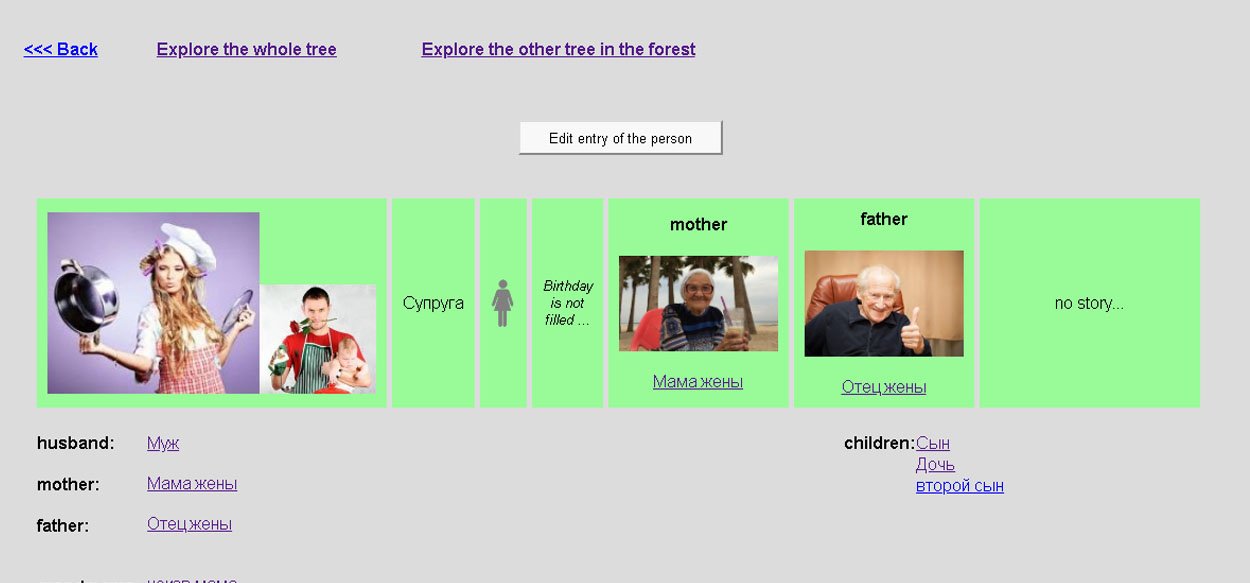 <<< Back
Explore the whole tree
Explore the other tree in the forest
Edit entry of the person
Супруга
Birthday
is not
filled ...
mother
Мама жены
father
Отец жены
no story...
husband: Муж
mother: Мама жены
father: Отец жены
children: Сын
Дочь
второй сын